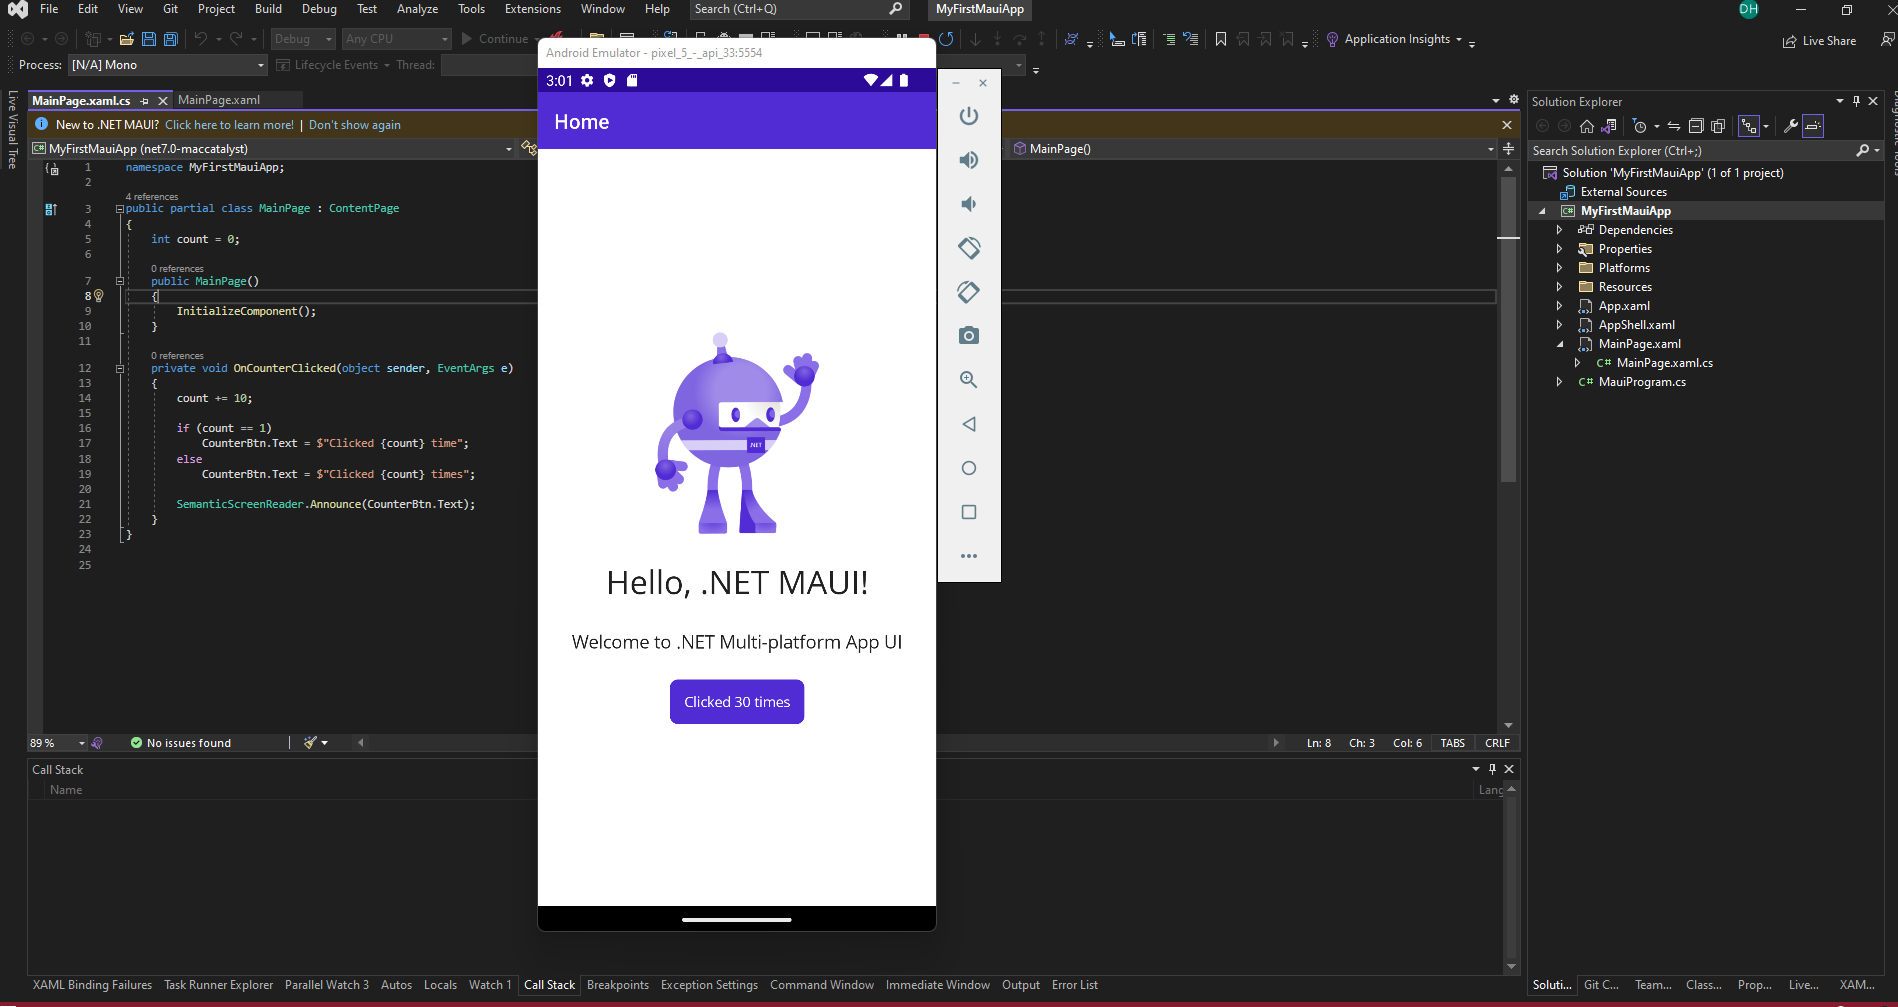 File Edit View Git Project Build Debug Test Analyze Tools Extensions Window Help Search (Ctrl+Q) MyFirstMauiApp DH
Debug Any CPU Continue Application Insights Live Share
Process: [N/A] Mono Lifecycle Events Thread:
Android Emulator - pixel_5_-_api_33:5554
3:01
Home
Hello, .NET MAUI!
Welcome to .NET Multi-platform App UI
Clicked 30 times
.NET
Live Visual Tree
MainPage.xaml.cs MainPage.xaml
New to .NET MAUI? Click here to learn more! | Don't show again
C# MyFirstMauiApp (net7.0-maccatalyst) MainPage()
1 namespace MyFirstMauiApp;
2
4 references
3 public partial class MainPage : ContentPage
4 {
5 int count = 0;
6
0 references
7 public MainPage()
8 {
9 InitializeComponent();
10 }
11
0 references
12 private void OnCounterClicked(object sender, EventArgs e)
13 {
14 count += 10;
15
16 if (count == 1)
17 CounterBtn.Text = $"Clicked {count} time";
18 else
19 CounterBtn.Text = $"Clicked {count} times";
20
21 SemanticScreenReader.Announce(CounterBtn.Text);
22 }
23 }
24
25
89 % No issues found Ln: 8 Ch: 3 Col: 6 TABS CRLF
Call Stack
Name Lang
XAML Binding Failures Task Runner Explorer Parallel Watch 3 Autos Locals Watch 1 Call Stack Breakpoints Exception Settings Command Window Immediate Window Output Error List
Solution Explorer
Search Solution Explorer (Ctrl+;)
Solution 'MyFirstMauiApp' (1 of 1 project)
External Sources
C# MyFirstMauiApp
Dependencies
Properties
Platforms
Resources
App.xaml
AppShell.xaml
MainPage.xaml
C# MainPage.xaml.cs
C# MauiProgram.cs
Soluti... Git C... Team... Class... Prop... Live... XAM...